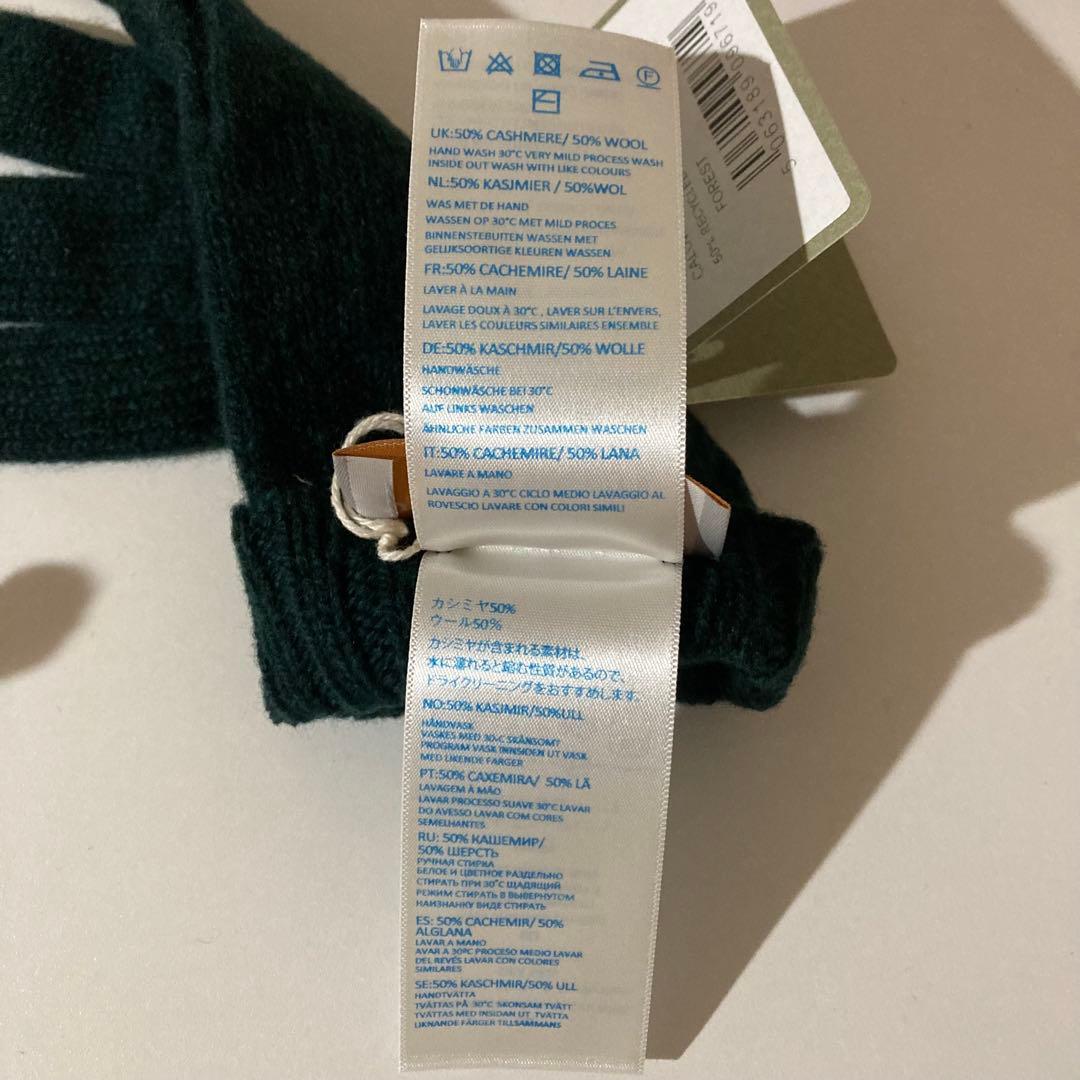 UK:50% CASHMERE/ 50% WOOL
HAND WASH 30°C VERY MILD PROCESS WASH
INSIDE OUT WASH WITH LIKE COLOURS
NL:50% KASJMIER / 50%WOL
WAS MET DE HAND
WASSEN OP 30°C MET MILD PROCES
BINNENSTEBUITEN WASSEN MET
GELIJKSOORTIGE KLEUREN WASSEN
FR:50% CACHEMIRE/ 50% LAINE
LAVER À LA MAIN
LAVAGE DOUX À 30°C , LAVER SUR L'ENVERS,
LAVER LES COULEURS SIMILAIRES ENSEMBLE
DE:50% KASCHMIR/50% WOLLE
HANDWÄSCHE
SCHONWÄSCHE BEI 30°C
AUF LINKS WASCHEN
ÄHNLICHE FARBEN ZUSAMMEN WASCHEN
IT:50% CACHEMIRE/ 50% LANA
LAVARE A MANO
LAVAGGIO A 30°C CICLO MEDIO LAVAGGIO AL
ROVESCIO LAVARE CON COLORI SIMILI
カシミヤ50%
ウール50%
カシミヤが含まれる素材は、
水に濡れると縮む性質があるので、
ドライクリーニングをおすすめします。
NO:50% KASJMIR/50%ULL
HÅNDVASK
VASKES MED 30°C SKÅNSOMT
PROGRAM VASK INNSIDEN UT VASK
MED LIKENDE FARGER
PT:50% CAXEMIRA/ 50% LÃ
LAVAGEM À MÃO
LAVAR PROCESSO SUAVE 30°C LAVAR
DO AVESSO LAVAR COM CORES
SEMELHANTES
RU: 50% КАШЕМИР/
50% ШЕРСТЬ
РУЧНАЯ СТИРКА
БЕЛОЕ И ЦВЕТНОЕ РАЗДЕЛЬНО
СТИРАТЬ ПРИ 30°C ЩАДЯЩИЙ
РЕЖИМ СТИРАТЬ В ВЫВЕРНУТОМ
НАИЗНАНКУ ВИДЕ СТИРАТЬ
ES: 50% CACHEMIR/ 50%
ALGLANA
LAVAR A MANO
AVAR A 30ºC PROCESO MEDIO LAVAR
DEL REVÉS LAVAR CON COLORES
SIMILARES
SE:50% KASCHMIR/50% ULL
HANDTVÄTTA
TVÄTTAS PÅ 30°C SKONSAM TVÄTT
TVÄTTAS MED INSIDAN UT TVÄTTA
LIKNANDE FÄRGER TILLSAMMANS
F
5 063189 096719
50% RECYCLE
FOREST